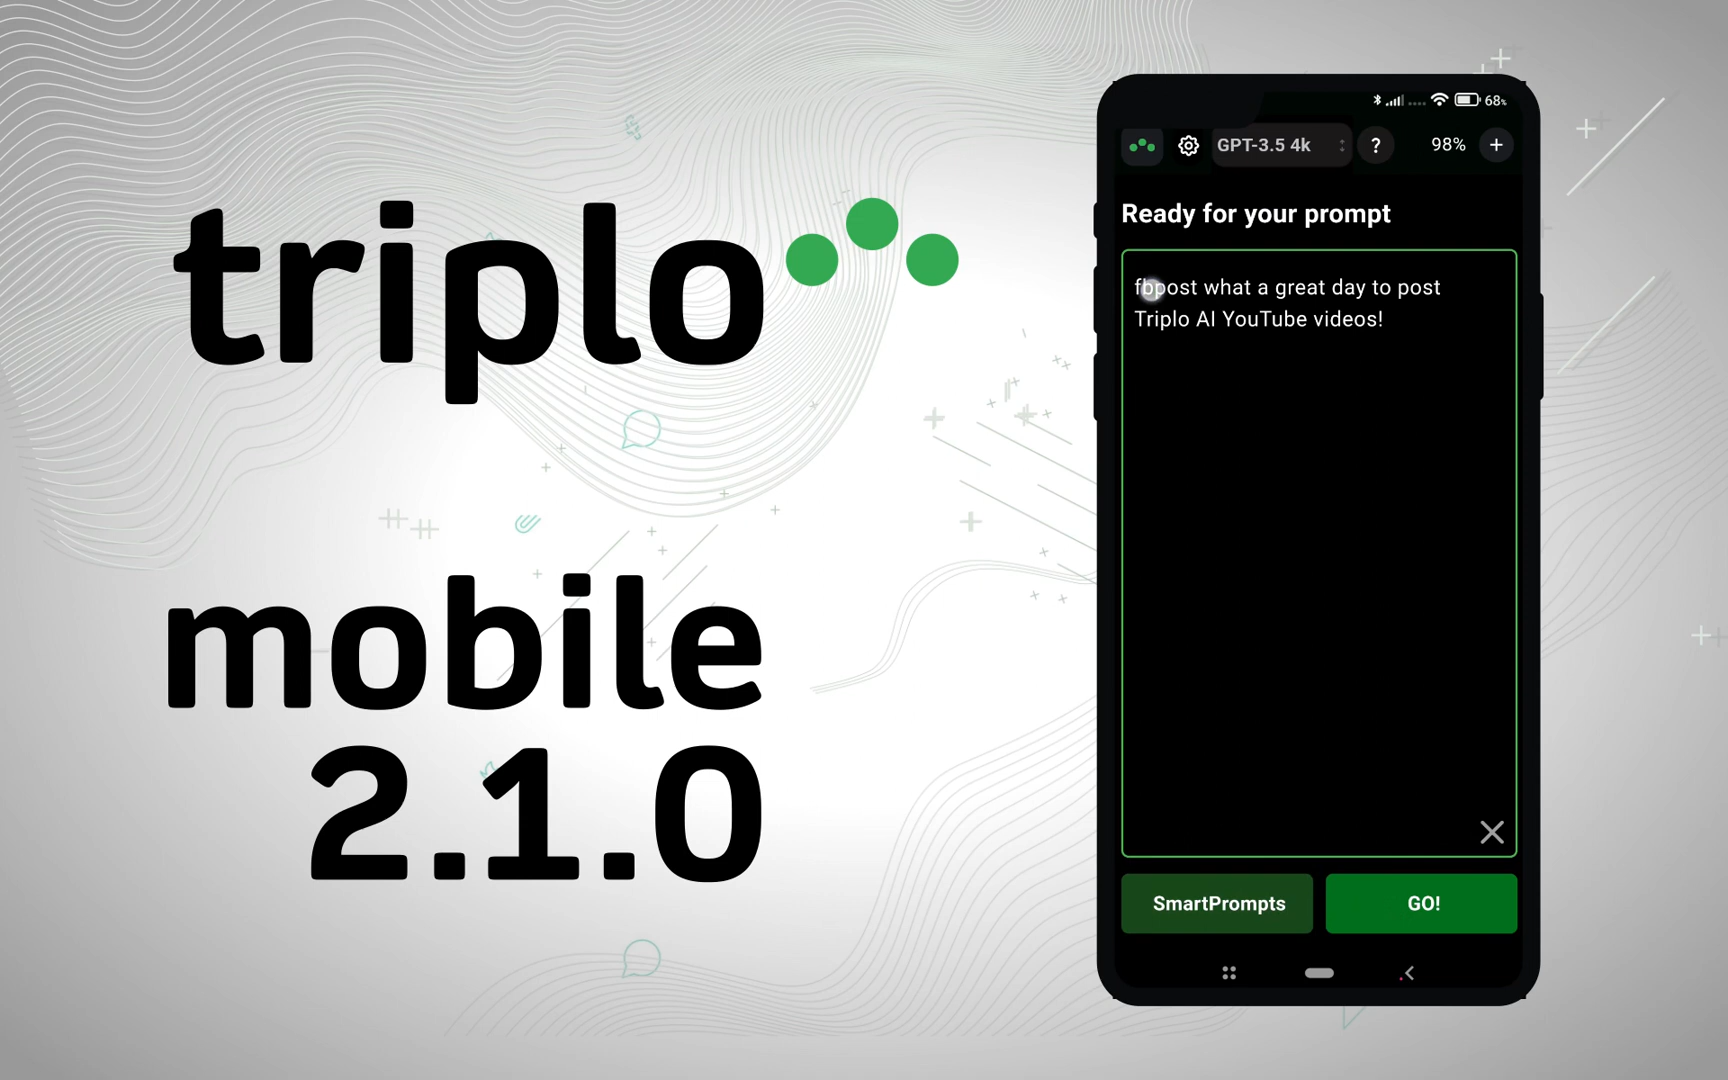 triplo
mobile
2.1.0
68%
GPT-3.5 4k
?
98%
+
Ready for your prompt
fbpost what a great day to post
Triplo AI YouTube videos!
SmartPrompts
GO!